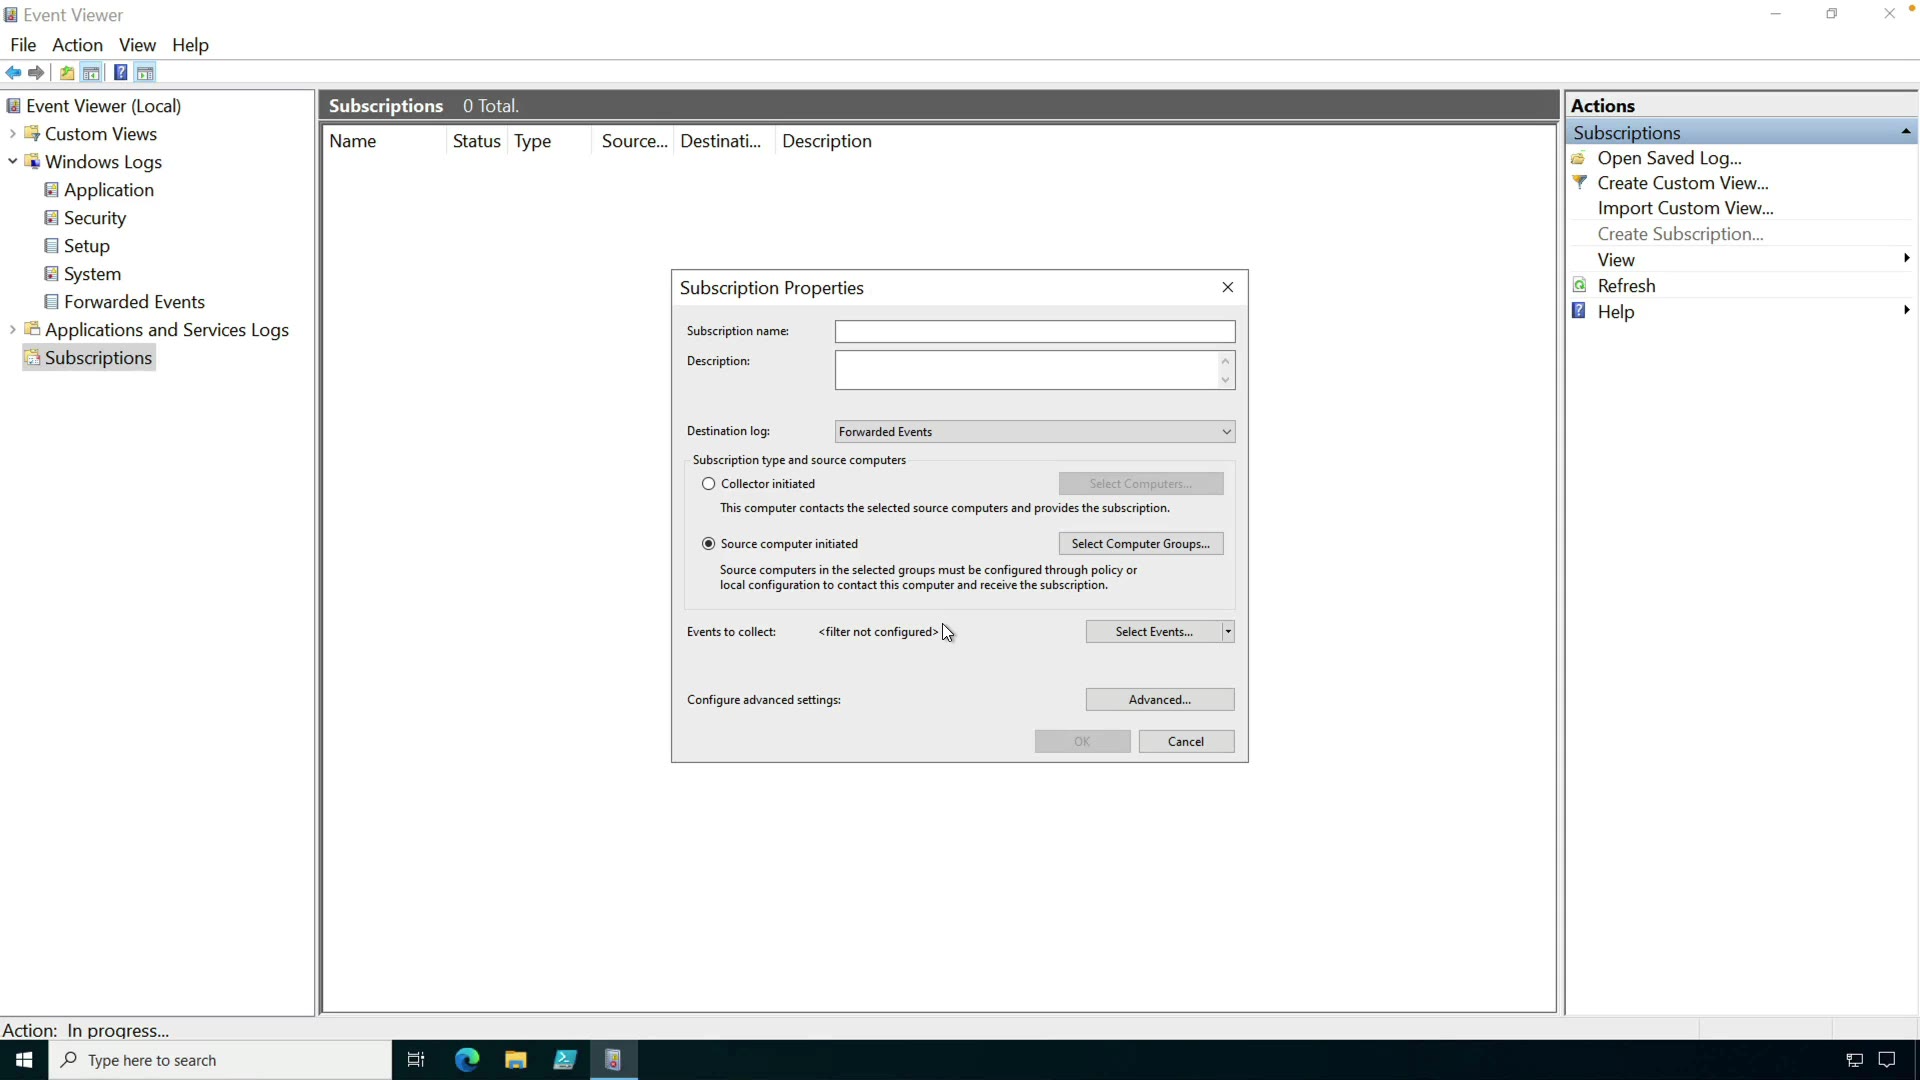 Event Viewer
File Action View Help
Event Viewer (Local)
Custom Views
Windows Logs
Application
Security
Setup
System
Forwarded Events
Applications and Services Logs
Subscriptions
Subscriptions 0 Total.
Name Status Type Source... Destinati... Description
Subscription Properties
Subscription name:
Description:
Destination log: Forwarded Events
Subscription type and source computers
Collector initiated Select Computers...
This computer contacts the selected source computers and provides the subscription.
Source computer initiated Select Computer Groups...
Source computers in the selected groups must be configured through policy or
local configuration to contact this computer and receive the subscription.
Events to collect: <filter not configured> Select Events...
Configure advanced settings: Advanced...
OK Cancel
Actions
Subscriptions
Open Saved Log...
Create Custom View...
Import Custom View...
Create Subscription...
View
Refresh
Help
Action: In progress...
Type here to search